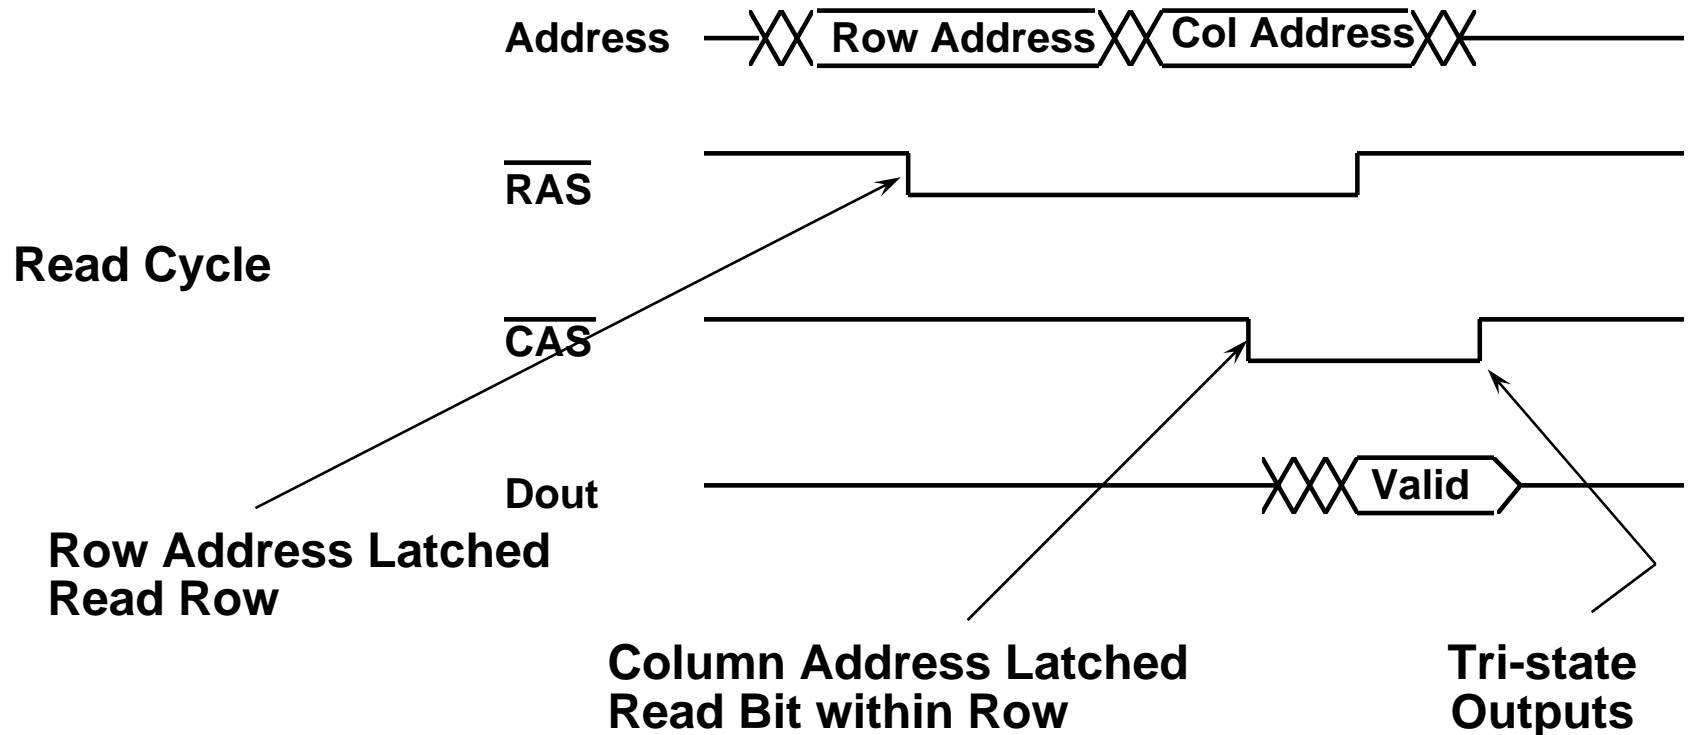 Address
Row Address
Col Address
RAS
Read Cycle
CAS
Dout
Valid
Row Address Latched
Read Row
Column Address Latched
Read Bit within Row
Tri-state
Outputs